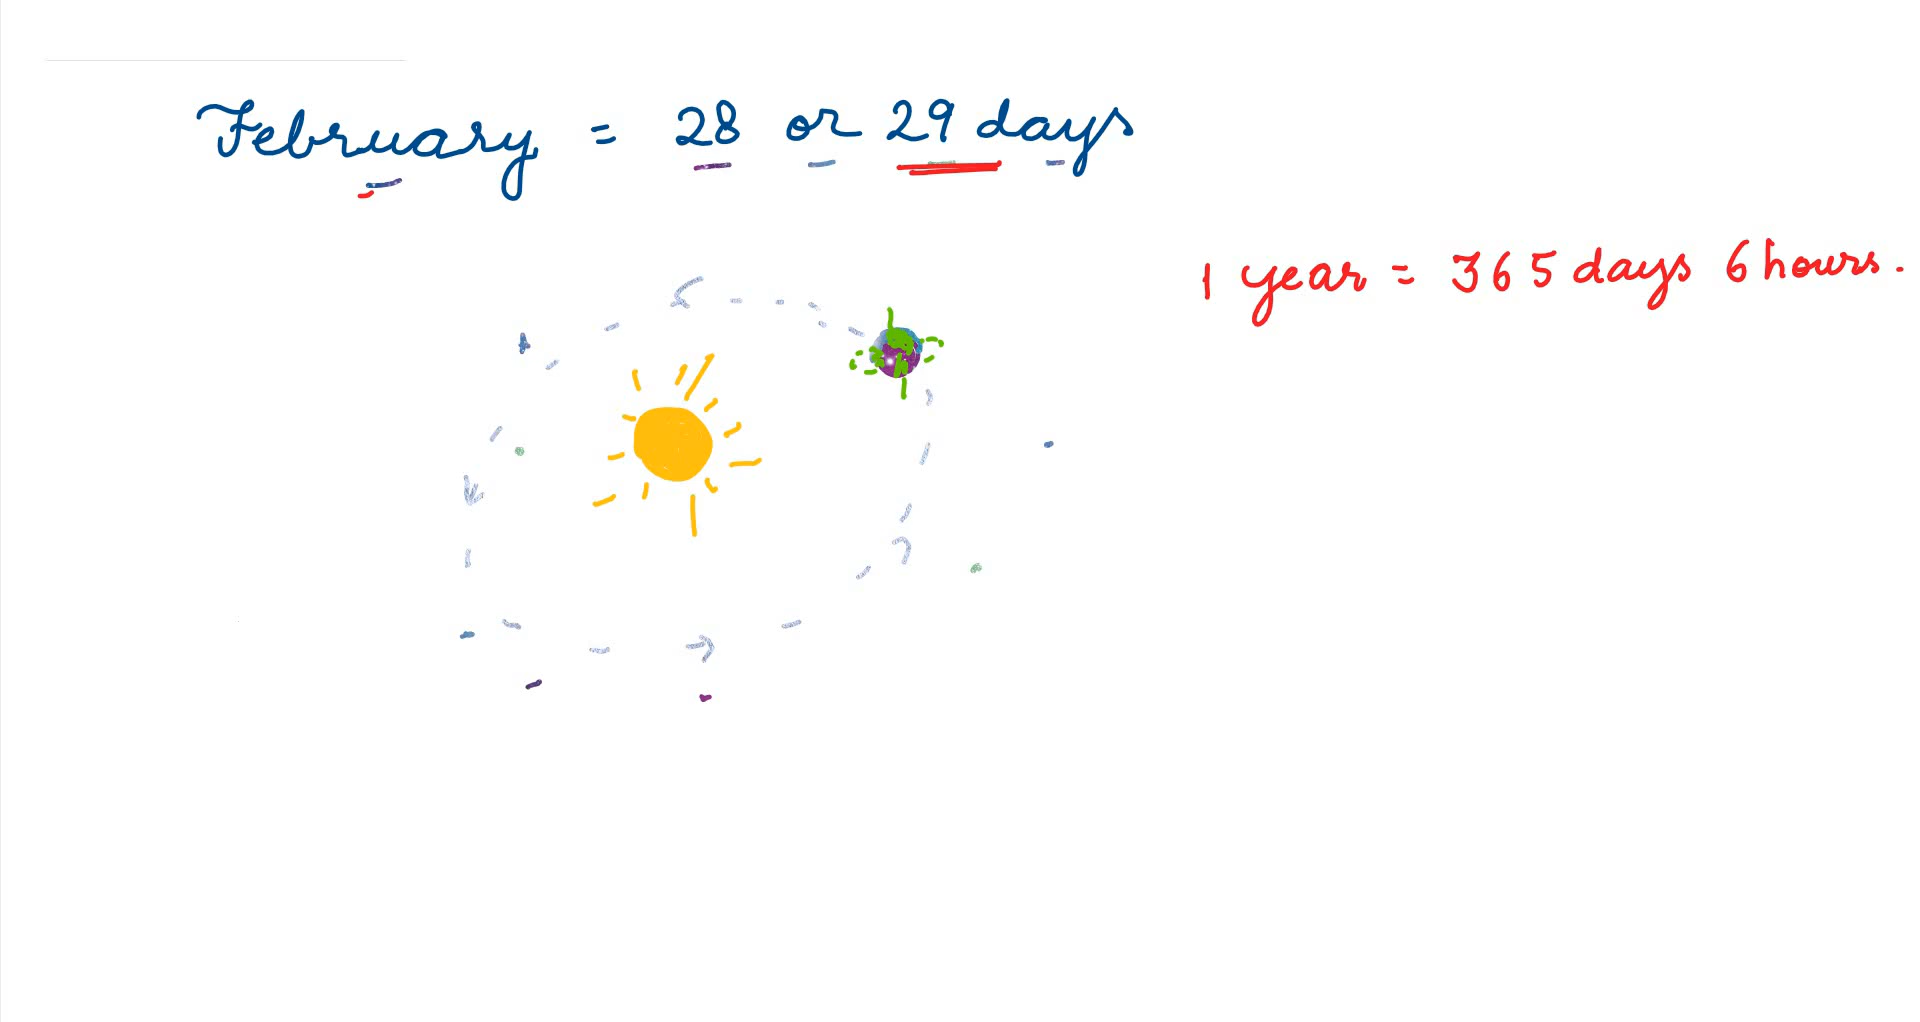 February = 28 or 29 days
1 year = 365 days 6 hours.